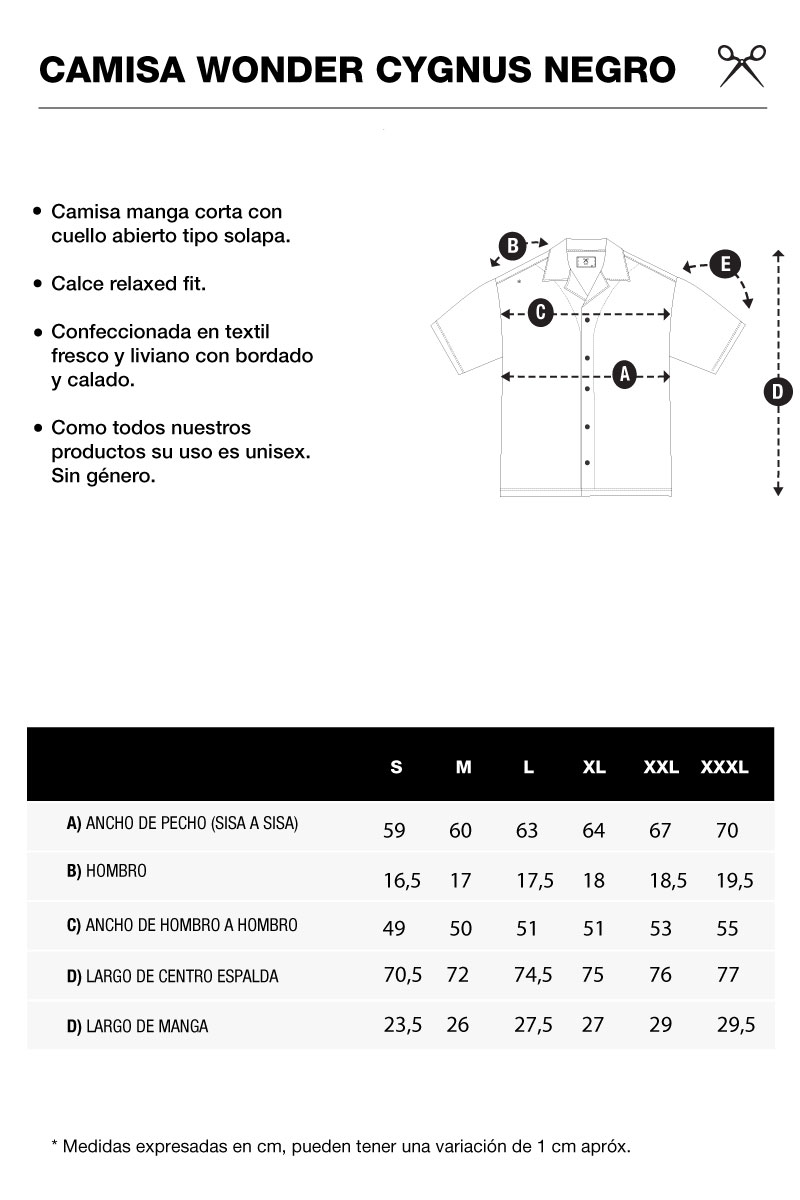 CAMISA WONDER CYGNUS NEGRO
• Camisa manga corta con
cuello abierto tipo solapa.
• Calce relaxed fit.
• Confeccionada en textil
fresco y liviano con bordado
y calado.
• Como todos nuestros
productos su uso es unisex.
Sin género.
B
E
C
A
D
S M L XL XXL XXXL
A) ANCHO DE PECHO (SISA A SISA) 59 60 63 64 67 70
B) HOMBRO 16,5 17 17,5 18 18,5 19,5
C) ANCHO DE HOMBRO A HOMBRO 49 50 51 51 53 55
D) LARGO DE CENTRO ESPALDA 70,5 72 74,5 75 76 77
D) LARGO DE MANGA 23,5 26 27,5 27 29 29,5
* Medidas expresadas en cm, pueden tener una variación de 1 cm apróx.